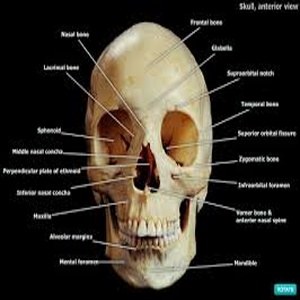 Skull, anterior view
Frontal bone
Nasal bone
Glabella
Lacrimal bone
Supraorbital notch
Temporal bone
Sphenoid
Superior orbital fissure
Middle nasal concha
Zygomatic bone
Perpendicular plate of ethmoid
Infraorbital foramen
Inferior nasal concha
Maxilla
Vomer bone &
anterior nasal spine
Alveolar margins
Mental foramen
Mandible
ROTATE